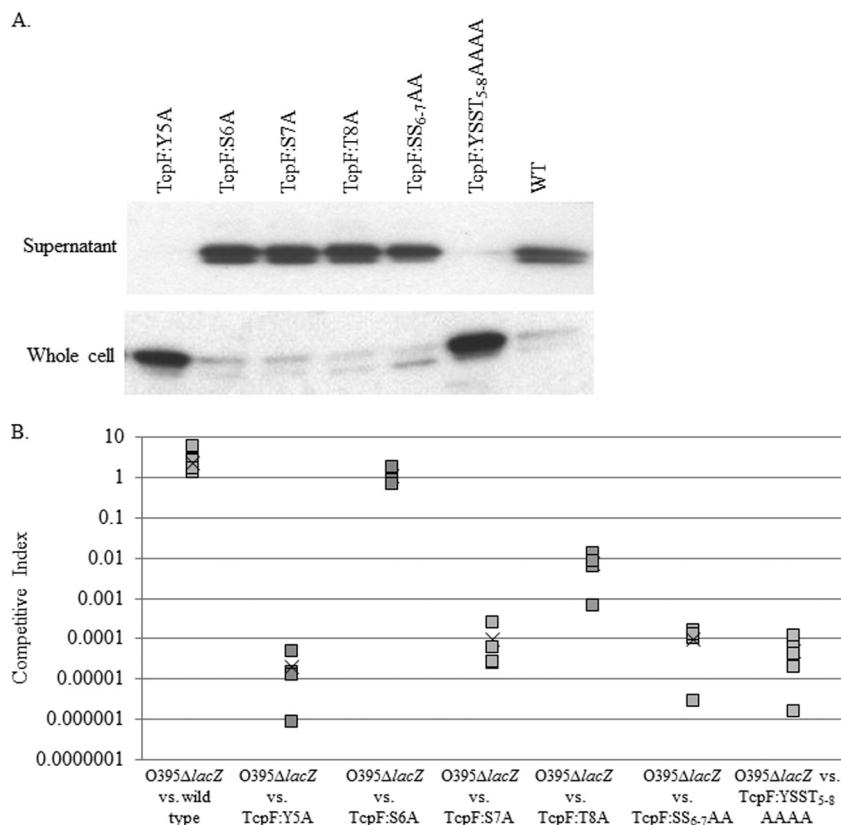 A.
TcpF:Y5A
TcpF:S6A
TcpF:S7A
TcpF:T8A
TcpF:SS6-7AA
TcpF:YSST5-8AAAA
WT
Supernatant
Whole cell
B.
Competitive Index
10
1
0.1
0.01
0.001
0.0001
0.00001
0.000001
0.0000001
O395ΔlacZ
vs. wild
type
O395ΔlacZ
vs.
TcpF:Y5A
O395ΔlacZ
vs.
TcpF:S6A
O395ΔlacZ
vs.
TcpF:S7A
O395ΔlacZ
vs.
TcpF:T8A
O395ΔlacZ
vs.
TcpF:SS6-7AA
O395ΔlacZ vs.
TcpF:YSST5-8
AAAA